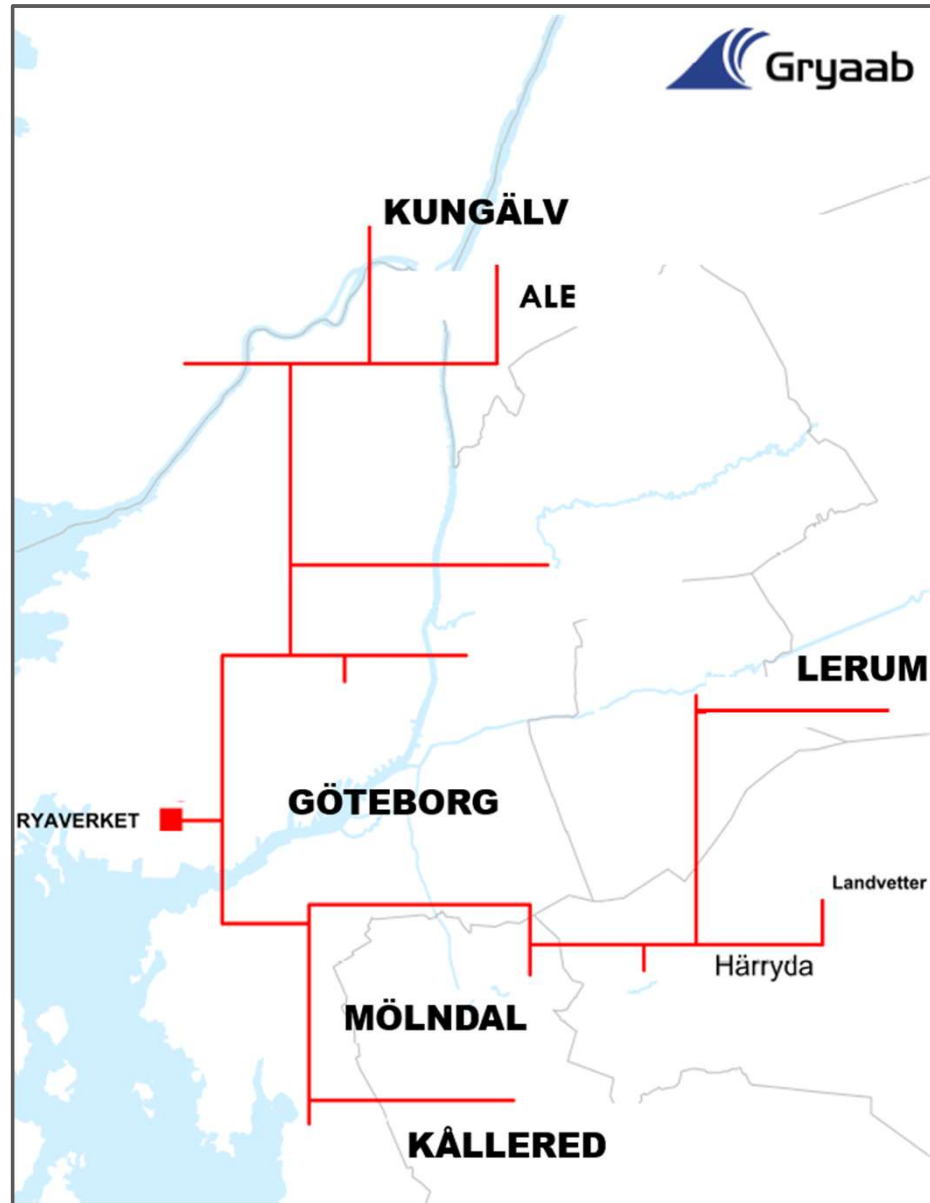 Gryaab
KUNGÄLV
ALE
LERUM
GÖTEBORG
RYAVERKET
Landvetter
Härryda
MÖLNDAL
KÅLLERED